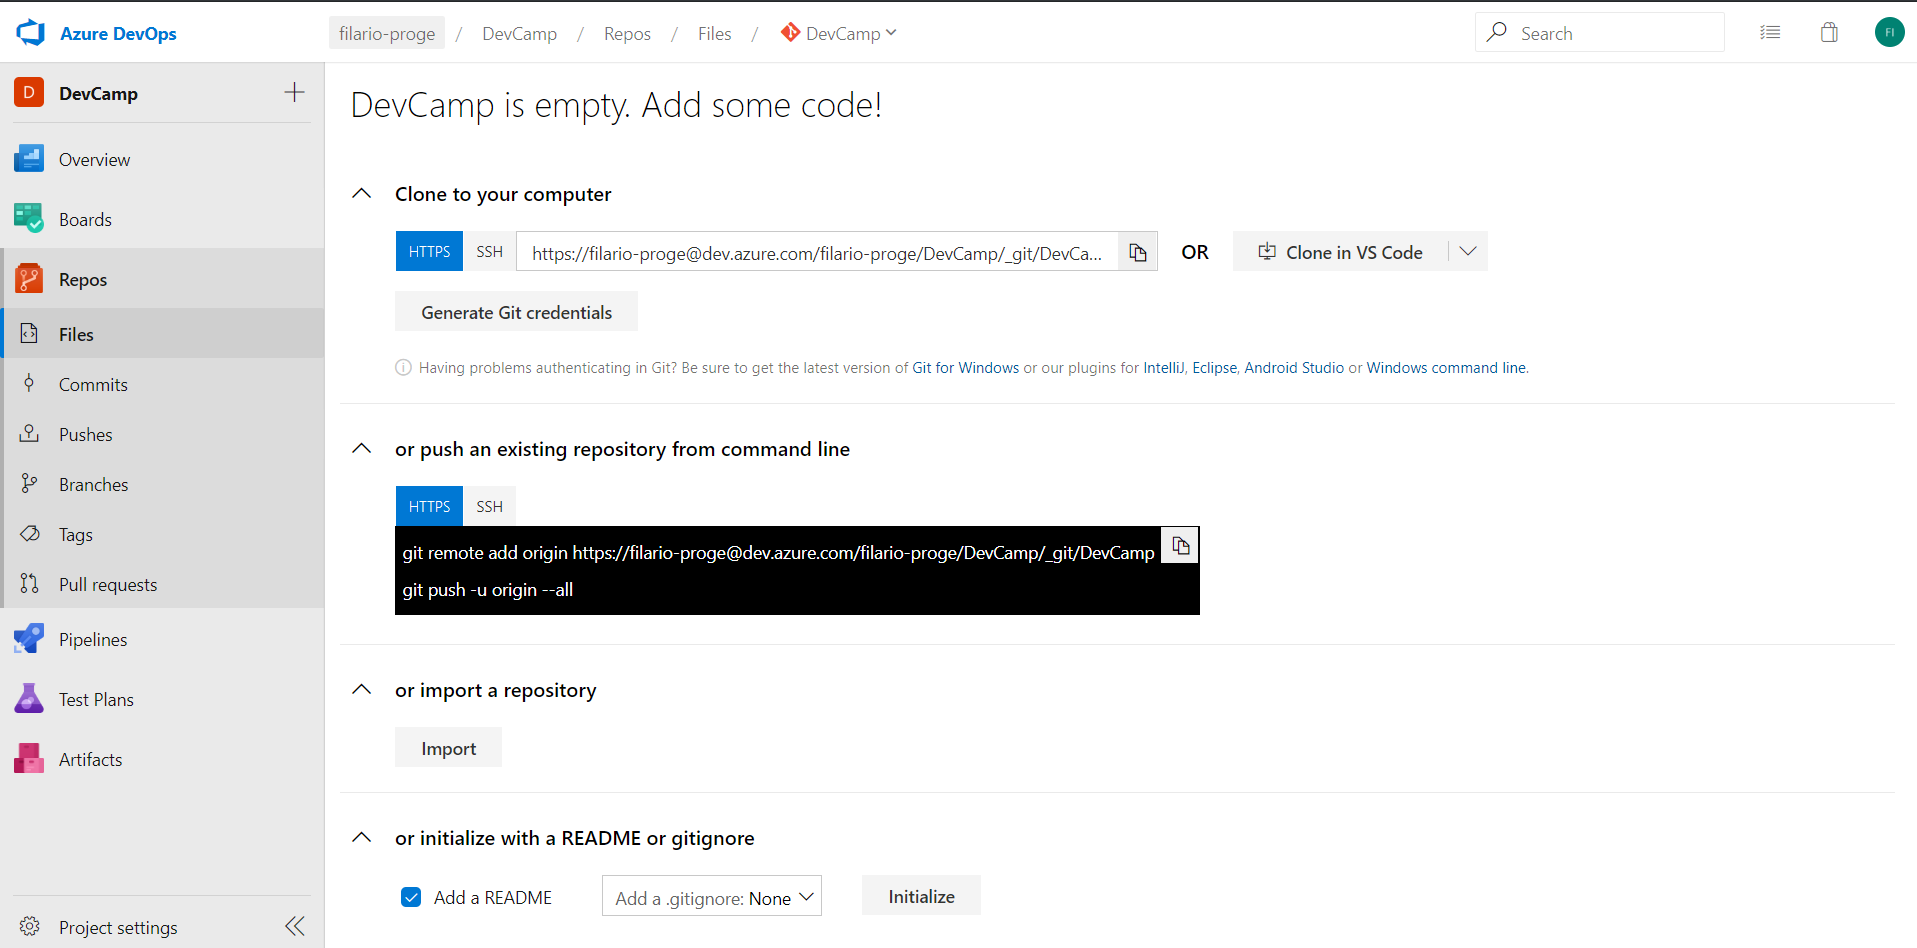 Azure DevOps
filario-proge / DevCamp / Repos / Files / DevCamp
Search
FI
D DevCamp
Overview
Boards
Repos
Files
Commits
Pushes
Branches
Tags
Pull requests
Pipelines
Test Plans
Artifacts
Project settings
DevCamp is empty. Add some code!
Clone to your computer
HTTPS SSH https://filario-proge@dev.azure.com/filario-proge/DevCamp/_git/DevCa... OR Clone in VS Code
Generate Git credentials
Having problems authenticating in Git? Be sure to get the latest version of Git for Windows or our plugins for IntelliJ, Eclipse, Android Studio or Windows command line.
or push an existing repository from command line
HTTPS SSH
git remote add origin https://filario-proge@dev.azure.com/filario-proge/DevCamp/_git/DevCamp
git push -u origin --all
or import a repository
Import
or initialize with a README or gitignore
Add a README Add a .gitignore: None Initialize